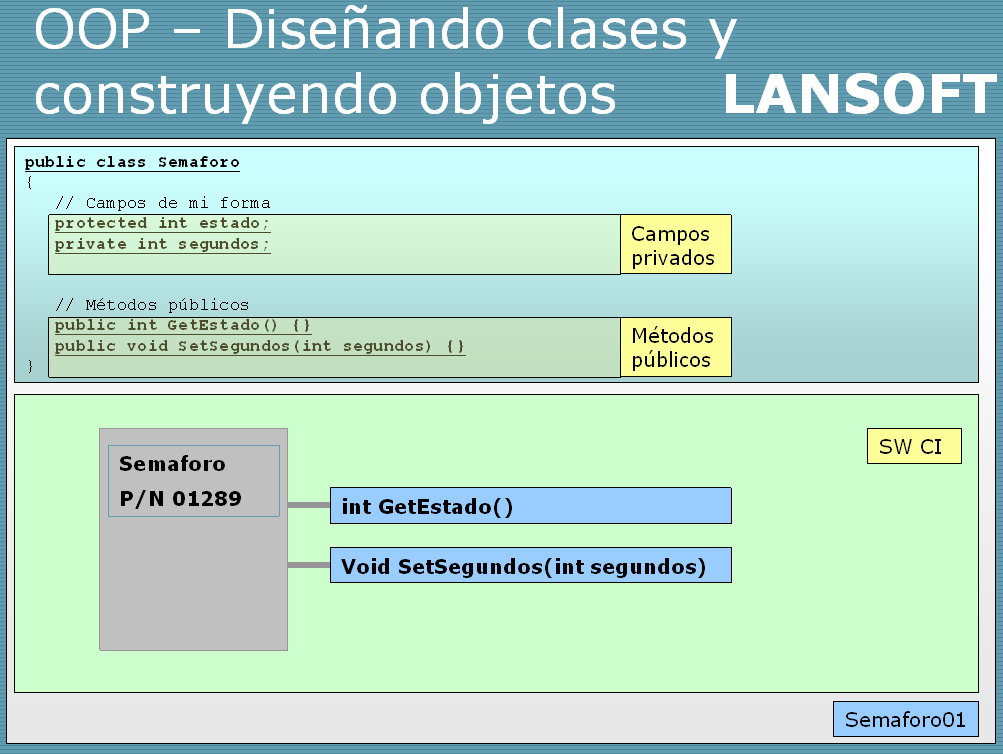 OOP – Diseñando clases y
construyendo objetos
LANSOFT
public class Semaforo
{
// Campos de mi forma
protected int estado;
private int segundos;
Campos
privados
// Métodos públicos
public int GetEstado() {}
public void SetSegundos(int segundos) {}
}
Métodos
públicos
SW CI
Semaforo
P/N 01289
int GetEstado()
Void SetSegundos(int segundos)
Semaforo01